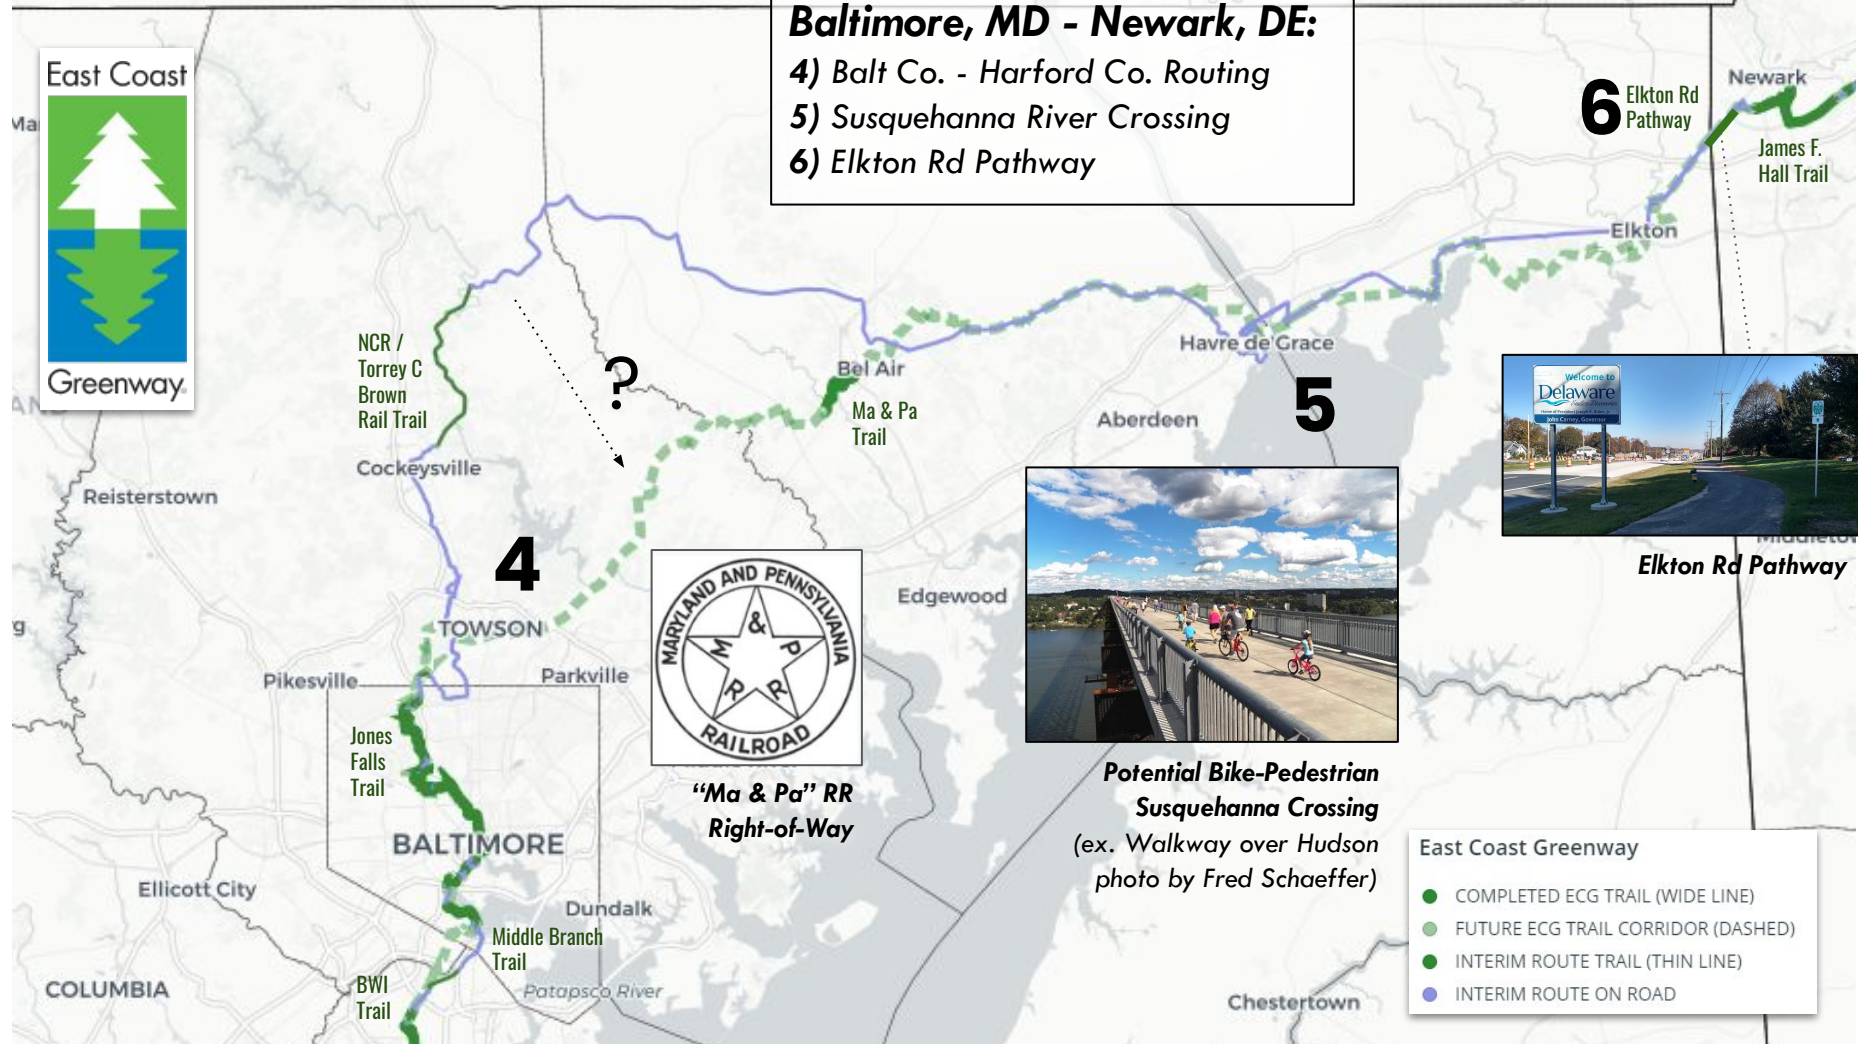 Baltimore, MD - Newark, DE:
4) Balt Co. - Harford Co. Routing
5) Susquehanna River Crossing
6) Elkton Rd Pathway
East Coast
Greenway
6
Elkton Rd
Pathway
Newark
James F.
Hall Trail
Elkton
NCR /
Torrey C
Brown
Rail Trail
?
Bel Air
Ma & Pa
Trail
Havre de Grace
5
Aberdeen
Welcome to
Delaware
John Carney, Governor
Elkton Rd Pathway
Cockeysville
Reisterstown
4
TOWSON
Edgewood
Pikesville
Parkville
MARYLAND AND PENNSYLVANIA
RAILROAD
M & P R R
“Ma & Pa” RR
Right-of-Way
Potential Bike-Pedestrian
Susquehanna Crossing
(ex. Walkway over Hudson
photo by Fred Schaeffer)
Jones
Falls
Trail
BALTIMORE
Ellicott City
Dundalk
Middle Branch
Trail
BWI
Trail
COLUMBIA
Patapsco River
Chestertown
East Coast Greenway
COMPLETED ECG TRAIL (WIDE LINE)
FUTURE ECG TRAIL CORRIDOR (DASHED)
INTERIM ROUTE TRAIL (THIN LINE)
INTERIM ROUTE ON ROAD